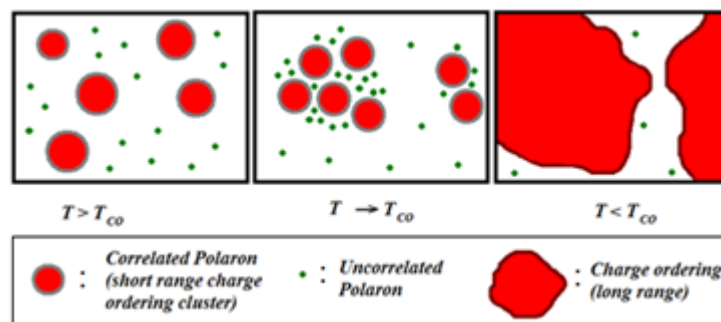 T > T_CO
T → T_CO
T < T_CO
: Correlated Polaron
(short range charge
ordering cluster)
: Uncorrelated
Polaron
: Charge ordering
(long range)